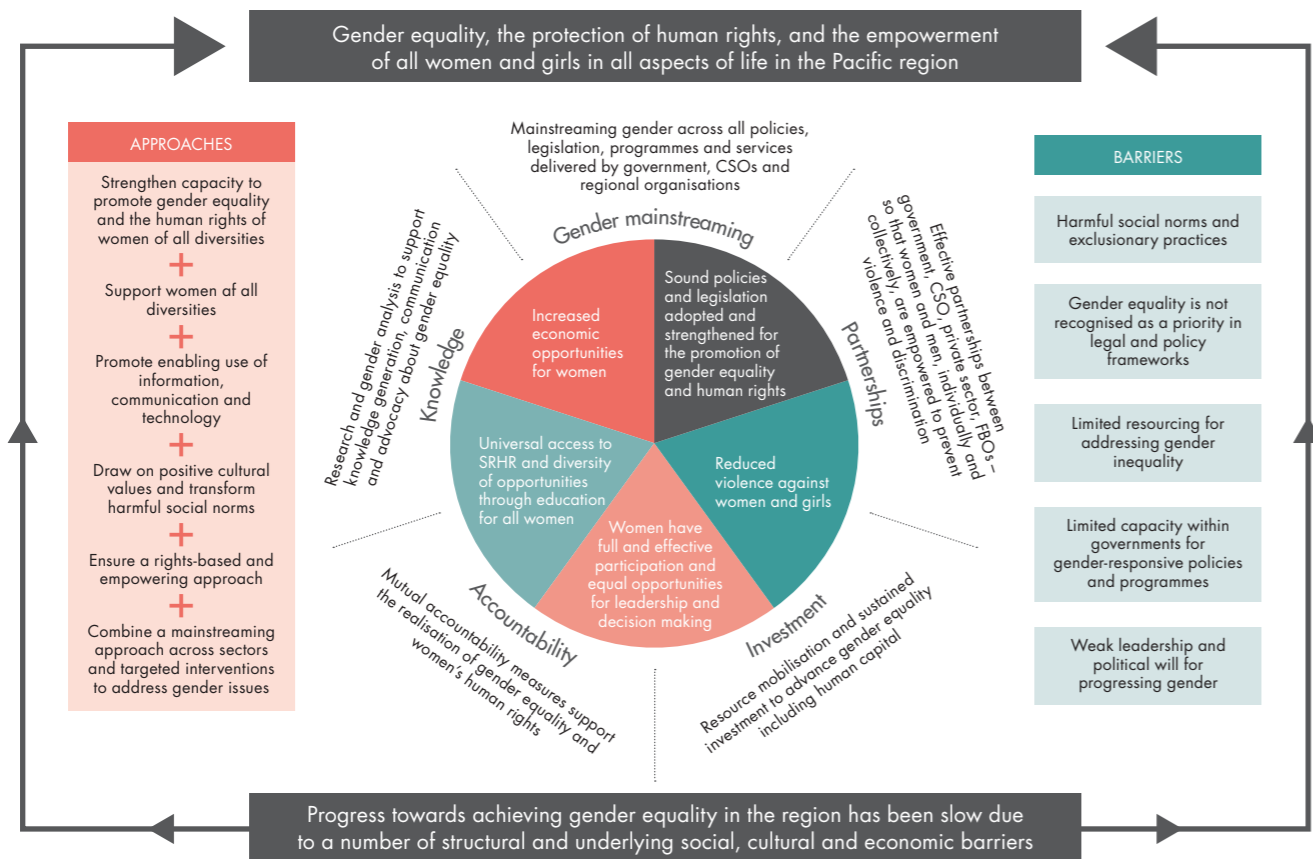 Gender equality, the protection of human rights, and the empowerment
of all women and girls in all aspects of life in the Pacific region
APPROACHES
Strengthen capacity to
promote gender equality
and the human rights of
women of all diversities
+
Support women of all
diversities
+
Promote enabling use of
information,
communication and
technology
+
Draw on positive cultural
values and transform
harmful social norms
+
Ensure a rights-based and
empowering approach
+
Combine a mainstreaming
approach across sectors
and targeted interventions
to address gender issues
Mainstreaming gender across all policies,
legislation, programmes and services
delivered by government, CSOs and
regional organisations
Gender mainstreaming
Effective partnerships between
government, CSO, private sector, FBOs –
so that women and men, individually and
collectively, are empowered to prevent
violence and discrimination
Partnerships
Resource mobilisation and sustained
investment to advance gender equality
including human capital
Investment
Mutual accountability measures support
the realisation of gender equality and
women's human rights
Accountability
Research and gender analysis to support
knowledge generation, communication
and advocacy about gender equality
Knowledge
Increased
economic
opportunities
for women
Sound policies
and legislation
adopted and
strengthened for
the promotion of
gender equality
and human rights
Reduced
violence against
women and girls
Women have
full and effective
participation and
equal opportunities
for leadership and
decision making
Universal access to
SRHR and diversity
of opportunities
through education
for all women
BARRIERS
Harmful social norms and
exclusionary practices
Gender equality is not
recognised as a priority in
legal and policy
frameworks
Limited resourcing for
addressing gender
inequality
Limited capacity within
governments for
gender-responsive policies
and programmes
Weak leadership and
political will for
progressing gender
Progress towards achieving gender equality in the region has been slow due
to a number of structural and underlying social, cultural and economic barriers